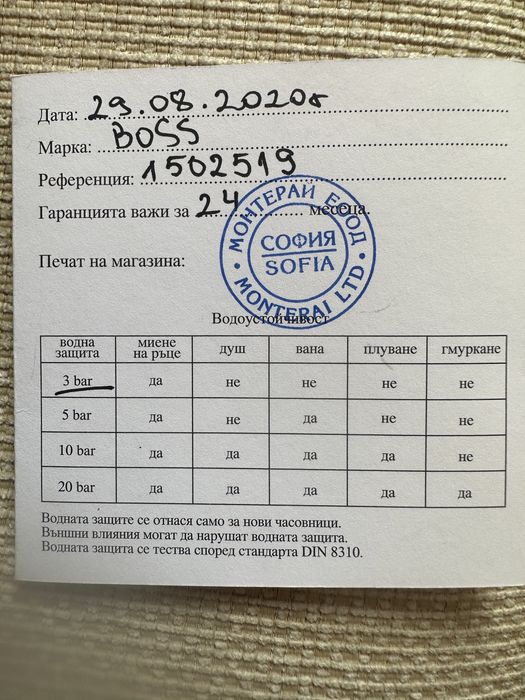 Дата: 29.08.2020г
Марка: BOSS
Референция: 1502519
Гаранцията важи за 24 месеца.
МОНТЕРАЙ ЕООД
СОФИЯ
SOFIA
MONTERAI LTD.
Печат на магазина:
Водоустойчивост
водна защита миене на ръце душ вана плуване гмуркане
3 bar да не не не не
5 bar да не да не не
10 bar да да да да не
20 bar да да да да да
Водната защите се отнася само за нови часовници.
Външни влияния могат да нарушат водната защита.
Водната защита се тества според стандарта DIN 8310.